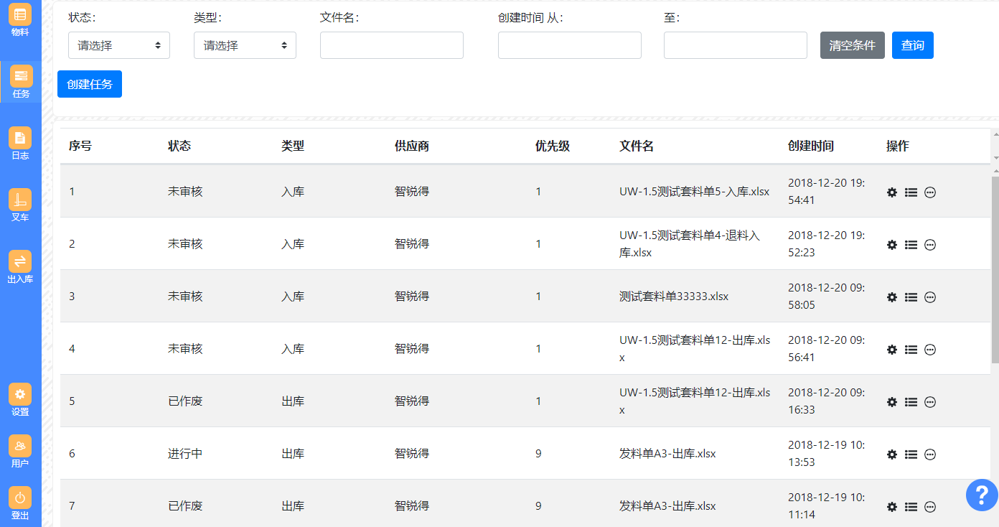 物料
任务
日志
叉车
出入库
设置
用户
登出
状态：
类型：
文件名：
创建时间 从：
至：
请选择
请选择
清空条件
查询
创建任务
序号 状态 类型 供应商 优先级 文件名 创建时间 操作
1 未审核 入库 智锐得 1 UW-1.5测试套料单5-入库.xlsx 2018-12-20 19:
54:41
2 未审核 入库 智锐得 1 UW-1.5测试套料单4-退料入 2018-12-20 19:
库.xlsx 52:23
3 未审核 入库 智锐得 1 测试套料单33333.xlsx 2018-12-20 09:
58:05
4 未审核 入库 智锐得 1 UW-1.5测试套料单12-出库.xls 2018-12-20 09:
x 56:41
5 已作废 出库 智锐得 1 UW-1.5测试套料单12-出库.xls 2018-12-20 09:
x 16:33
6 进行中 出库 智锐得 9 发料单A3-出库.xlsx 2018-12-19 10:
13:53
7 已作废 出库 智锐得 9 发料单A3-出库.xlsx 2018-12-19 10:
11:14
?